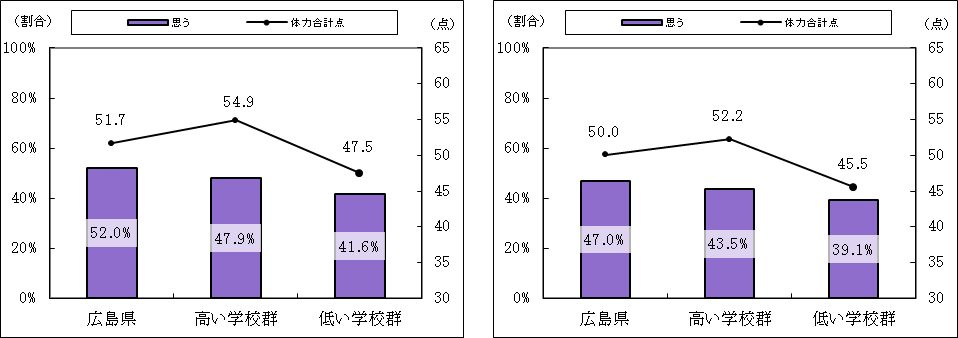 （割合）
思う
体力合計点
（点）
100%
80%
60%
40%
20%
0%
65
60
55
50
45
40
35
30
51.7
54.9
47.5
52.0%
47.9%
41.6%
広島県
高い学校群
低い学校群
（割合）
思う
体力合計点
（点）
100%
80%
60%
40%
20%
0%
65
60
55
50
45
40
35
30
50.0
52.2
45.5
47.0%
43.5%
39.1%
広島県
高い学校群
低い学校群